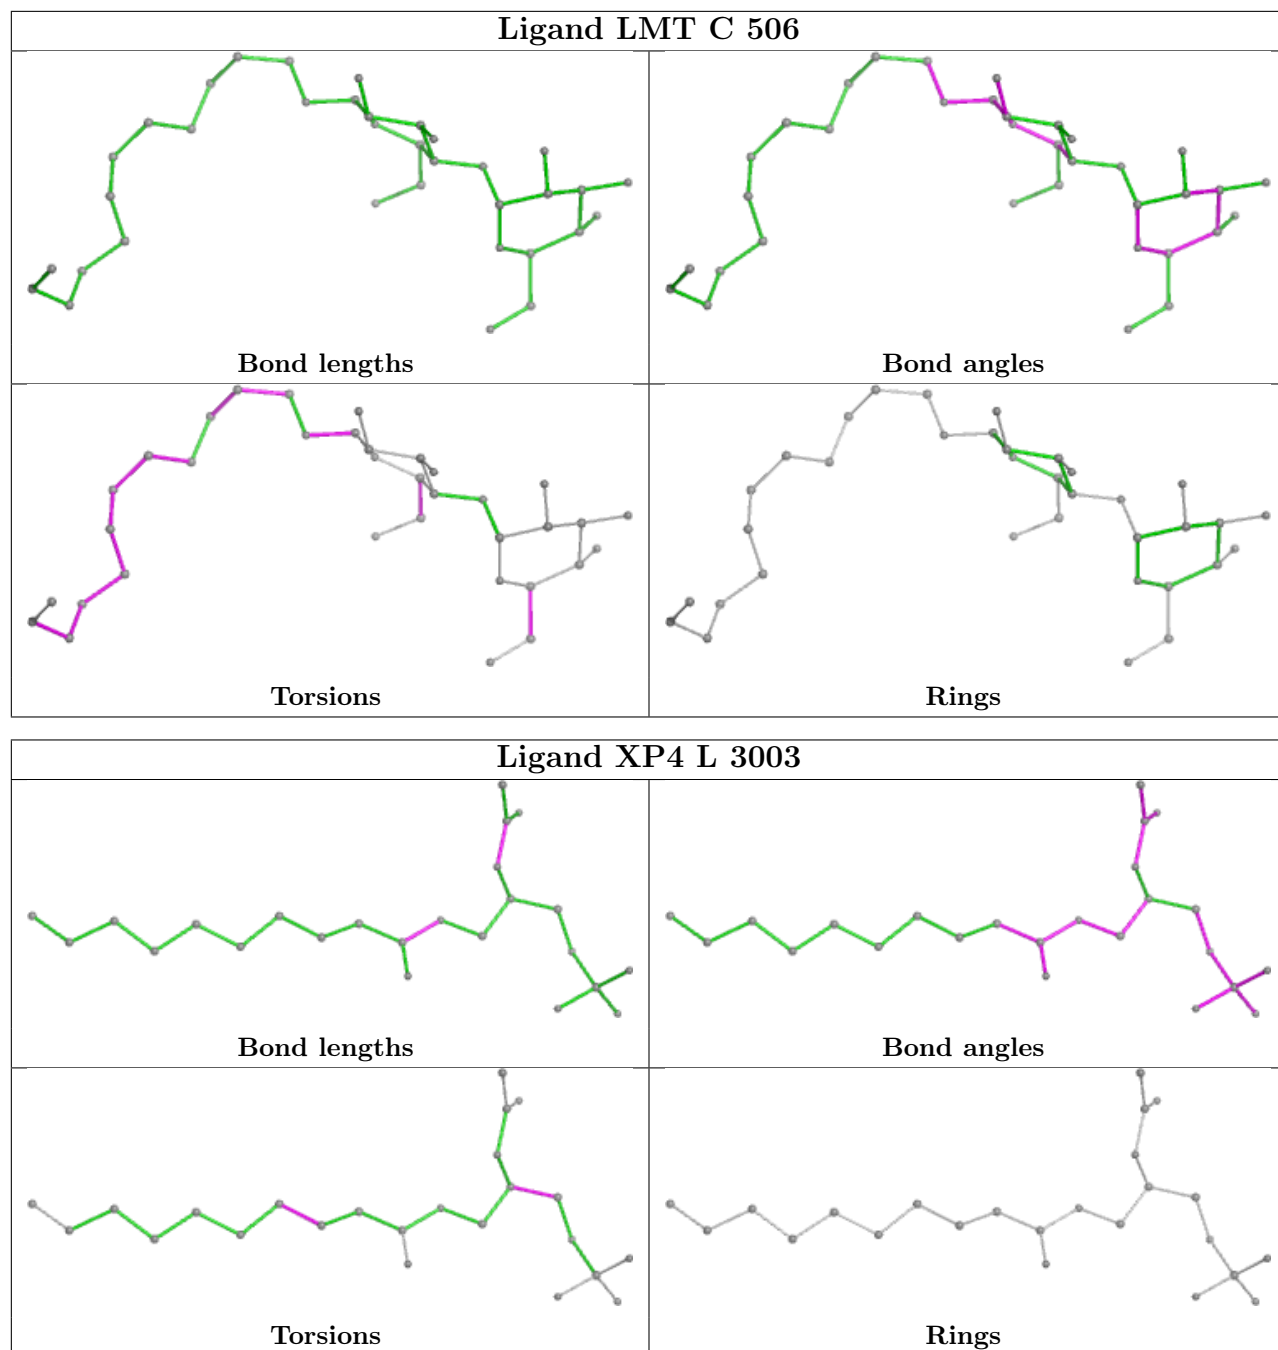 Ligand LMT C 506
Bond lengths
Bond angles
Torsions
Rings
Ligand XP4 L 3003
Bond lengths
Bond angles
Torsions
Rings